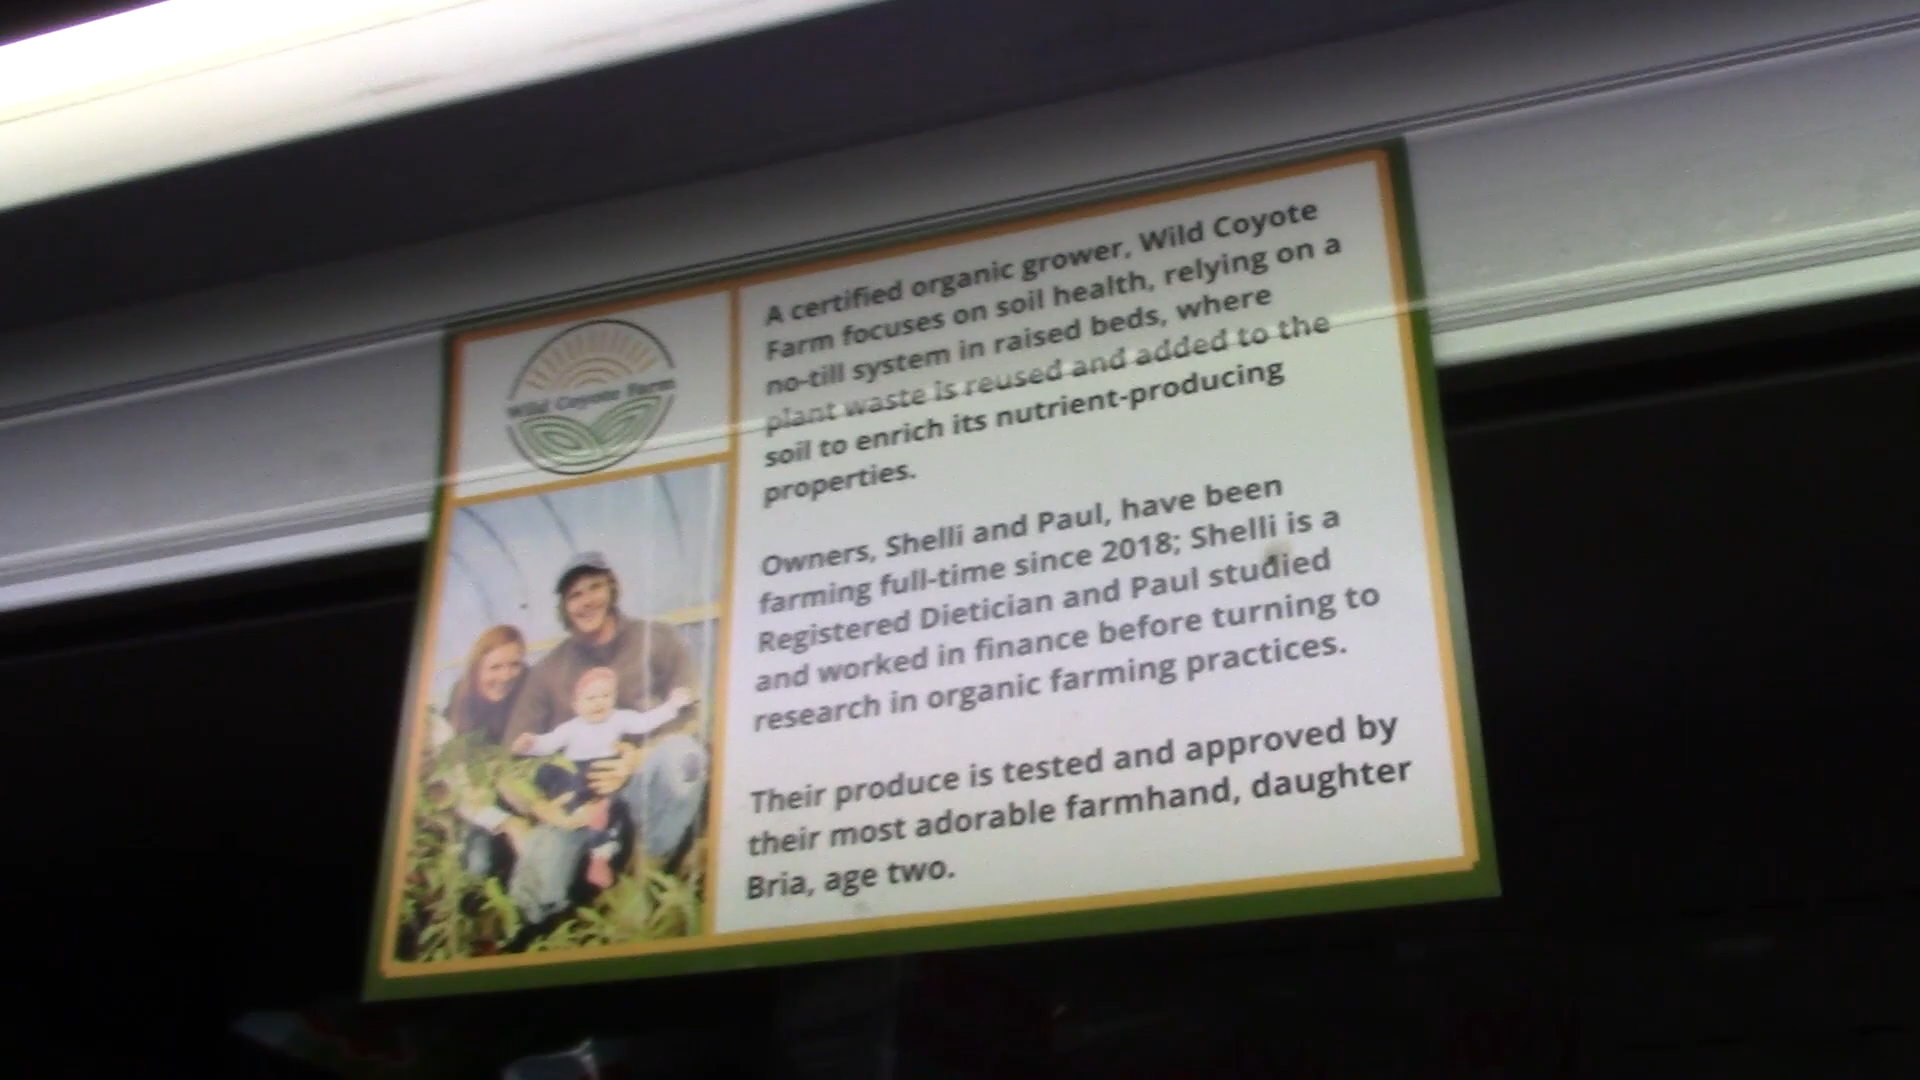 Wild Coyote Farm
A certified organic grower, Wild Coyote
Farm focuses on soil health, relying on a
no-till system in raised beds, where
plant waste is reused and added to the
soil to enrich its nutrient-producing
properties.
Owners, Shelli and Paul, have been
farming full-time since 2018; Shelli is a
Registered Dietician and Paul studied
and worked in finance before turning to
research in organic farming practices.
Their produce is tested and approved by
their most adorable farmhand, daughter
Bria, age two.